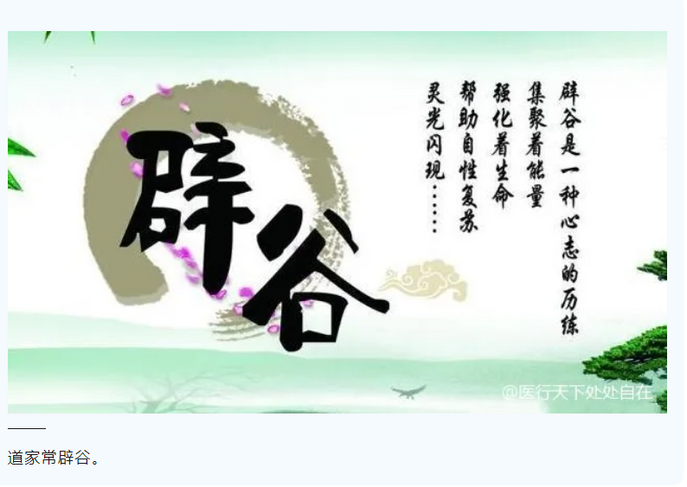 辟谷
辟谷是一种心志的历练
集聚着能量
强化着生命
帮助自性复苏
灵光闪现……
@医行天下处处自在
道家常辟谷。